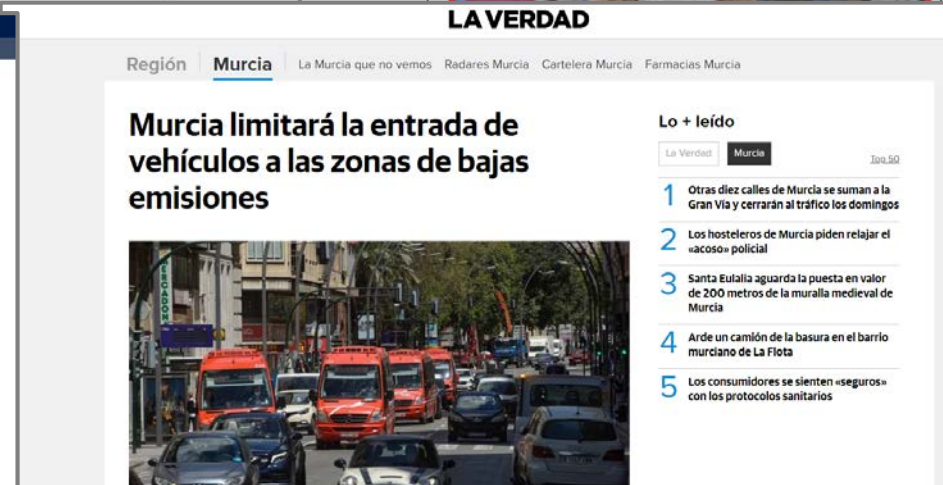 LA VERDAD
Región Murcia La Murcia que no vemos Radares Murcia Cartelera Murcia Farmacias Murcia
Murcia limitará la entrada de
vehículos a las zonas de bajas
emisiones
MERCADON
Lo + leído
La Verdad Murcia Top 50
1 Otras diez calles de Murcia se suman a la
Gran Vía y cerrarán al tráfico los domingos
2 Los hosteleros de Murcia piden relajar el
«acoso» policial
3 Santa Eulalia aguarda la puesta en valor
de 200 metros de la muralla medieval de
Murcia
4 Arde un camión de la basura en el barrio
murciano de La Flota
5 Los consumidores se sienten «seguros»
con los protocolos sanitarios